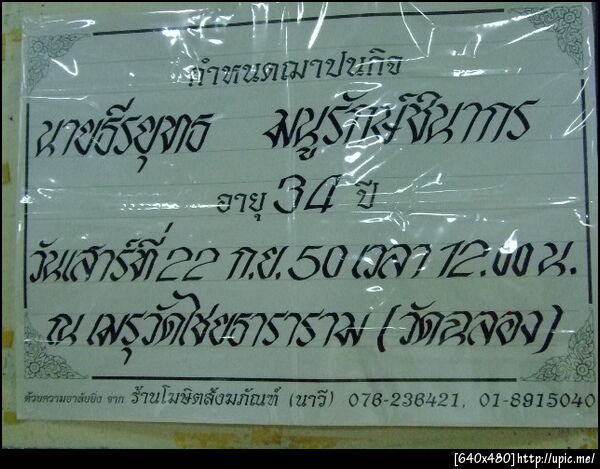 กำหนดฌาปนกิจ
นายธีรยุทธ มนูรักษ์ชินากร
อายุ 34 ปี
วันเสาร์ที่ 22 ก.ย. 50 เวลา 12.00 น.
ณ เมรุวัดไชยธาราราม (วัดฉลอง)
ด้วยความอาลัยยิ่ง จาก ร้านโฆษิตสังฆภัณฑ์ (นาวี) 076-236421, 01-8915040
[640x480]http://upic.me/